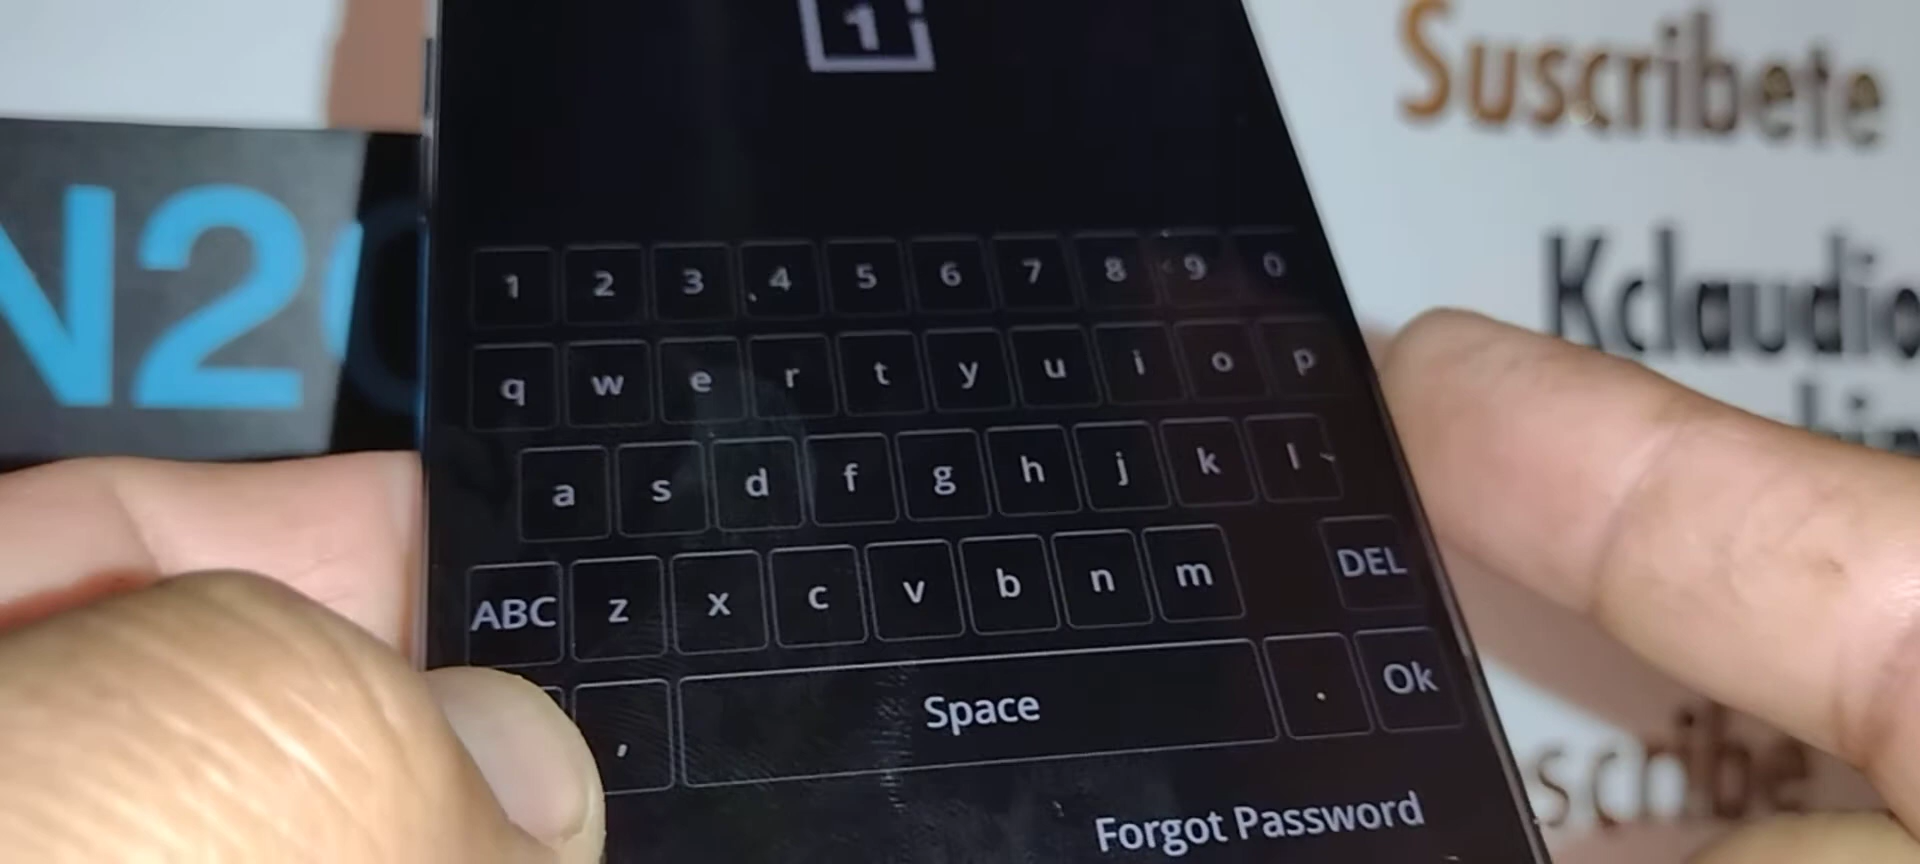 1
Suscribete
N2
Kclaudio
1 2 3 4 5 6 7 8 9 0
q w e r t y u i o p
a s d f g h j k l
ABC z x c v b n m DEL
, Space . Ok
Forgot Password